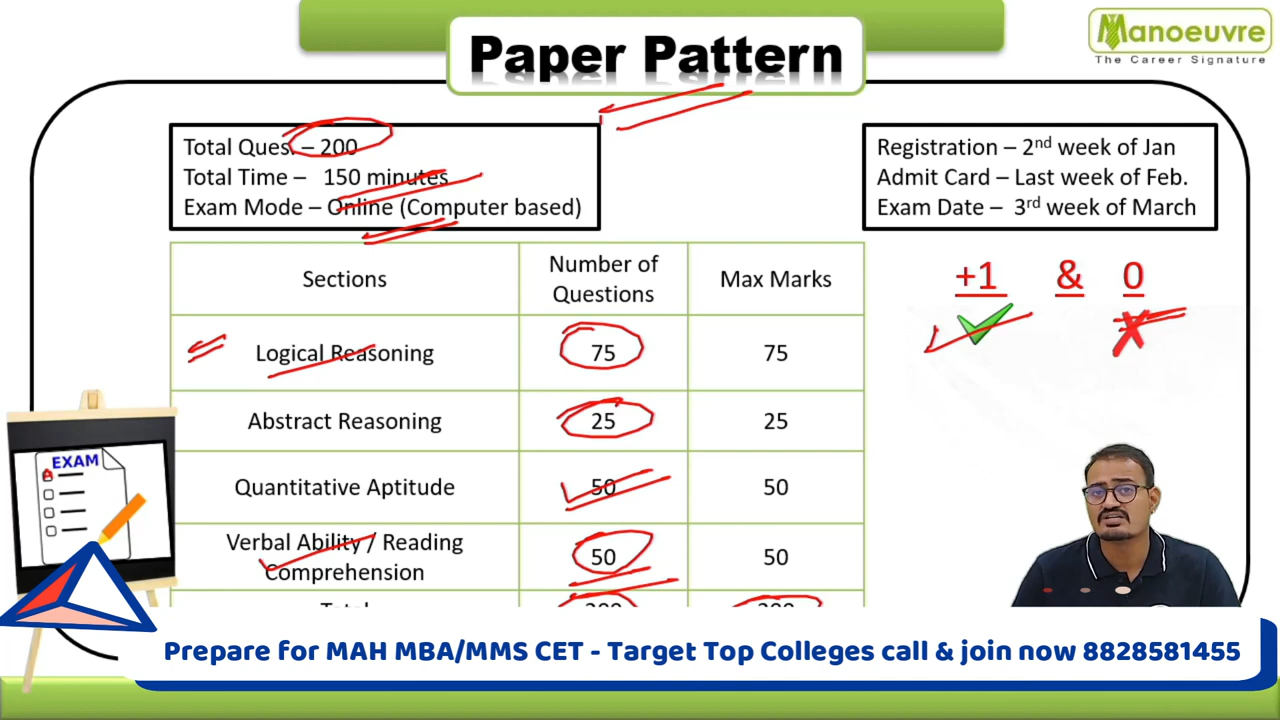 Paper Pattern
Manoeuvre
The Career Signature
Total Ques. – 200
Total Time – 150 minutes
Exam Mode – Online (Computer based)
Registration – 2nd week of Jan
Admit Card – Last week of Feb.
Exam Date – 3rd week of March
Sections
Number of
Questions
Max Marks
+1 & 0
Logical Reasoning 75 75
Abstract Reasoning 25 25
Quantitative Aptitude 50 50
Verbal Ability / Reading
Comprehension
50 50
Total 200 200
EXAM
Prepare for MAH MBA/MMS CET - Target Top Colleges call & join now 8828581455